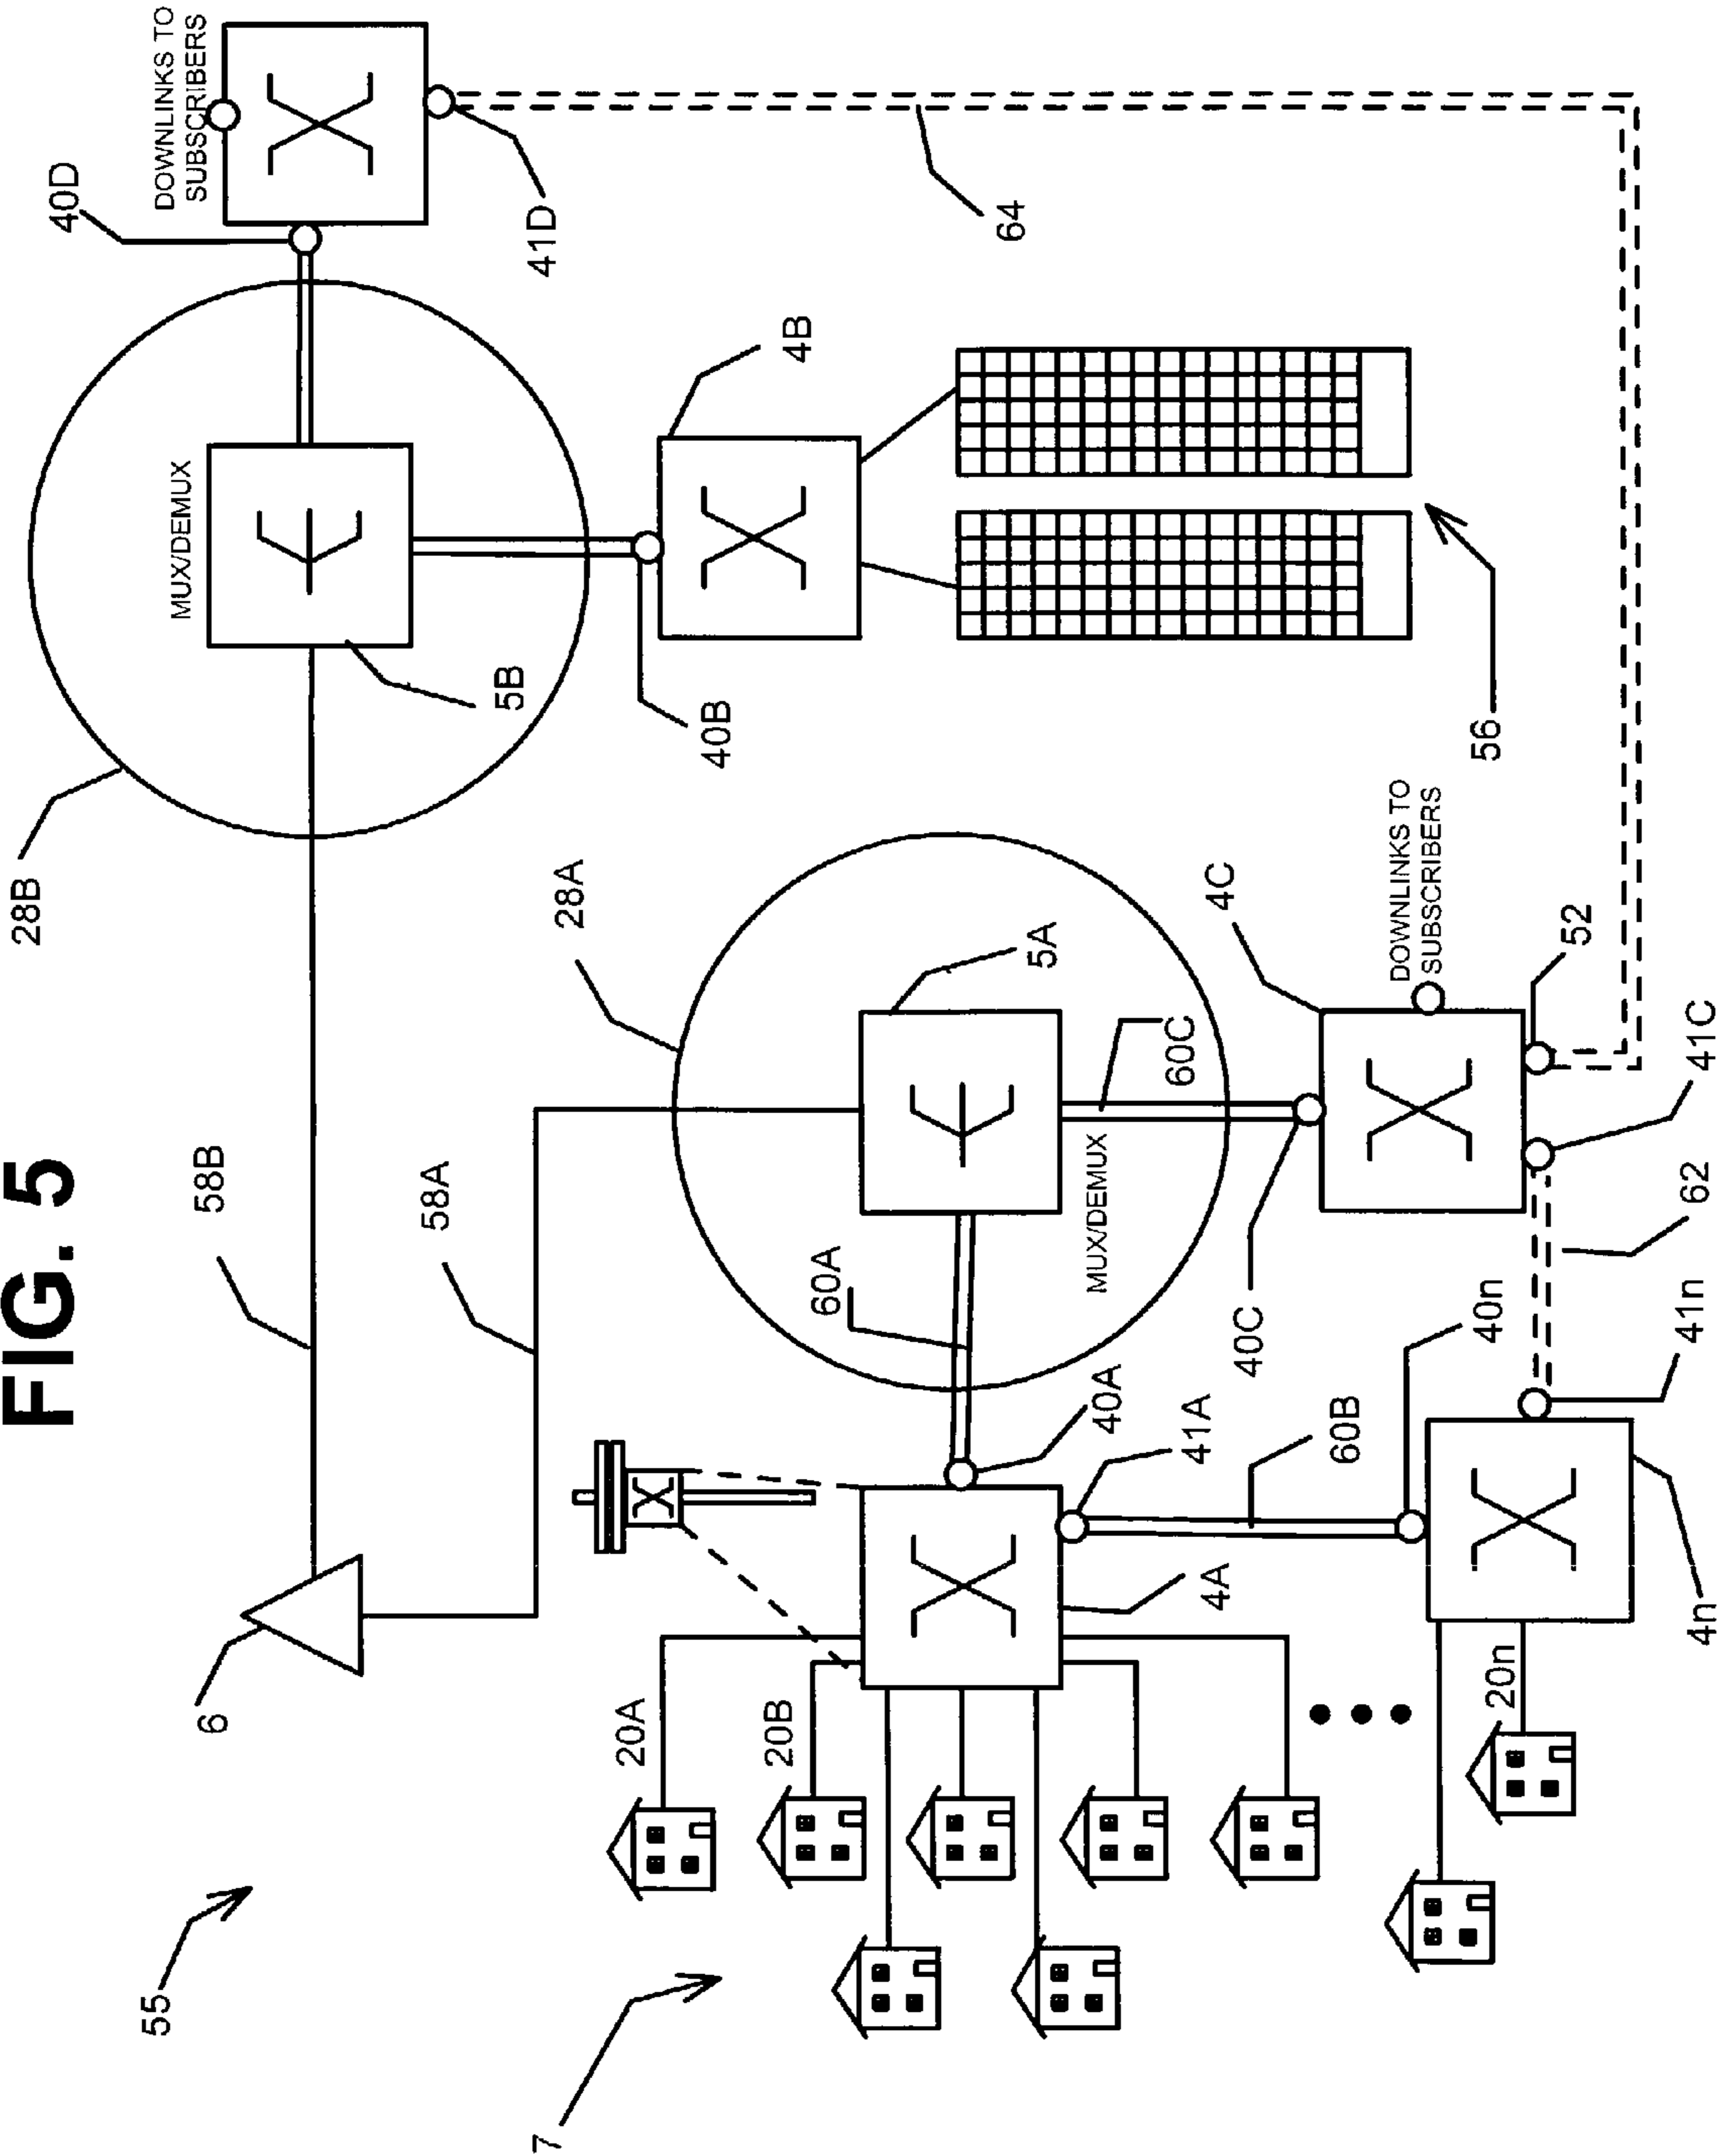 FIG. 5
28B
40D
DOWNLINKS TO
SUBSCRIBERS
MUX/DEMUX
58B
5B
41D
6
58A
28A
40B
4B
64
55
20A
60A
5A
20B
40A
MUX/DEMUX
60C
4C
56
7
4A
41A
40C
DOWNLINKS TO
SUBSCRIBERS
60B
40n
52
20n
41n
62
41C
4n